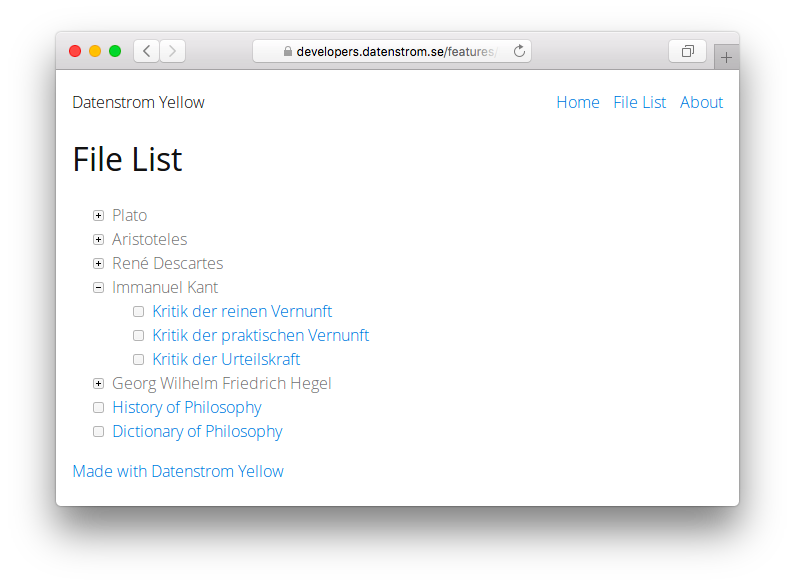 developers.datenstrom.se/features/
Datenstrom Yellow
Home File List About
File List
Plato
Aristoteles
René Descartes
Immanuel Kant
Kritik der reinen Vernunft
Kritik der praktischen Vernunft
Kritik der Urteilskraft
Georg Wilhelm Friedrich Hegel
History of Philosophy
Dictionary of Philosophy
Made with Datenstrom Yellow